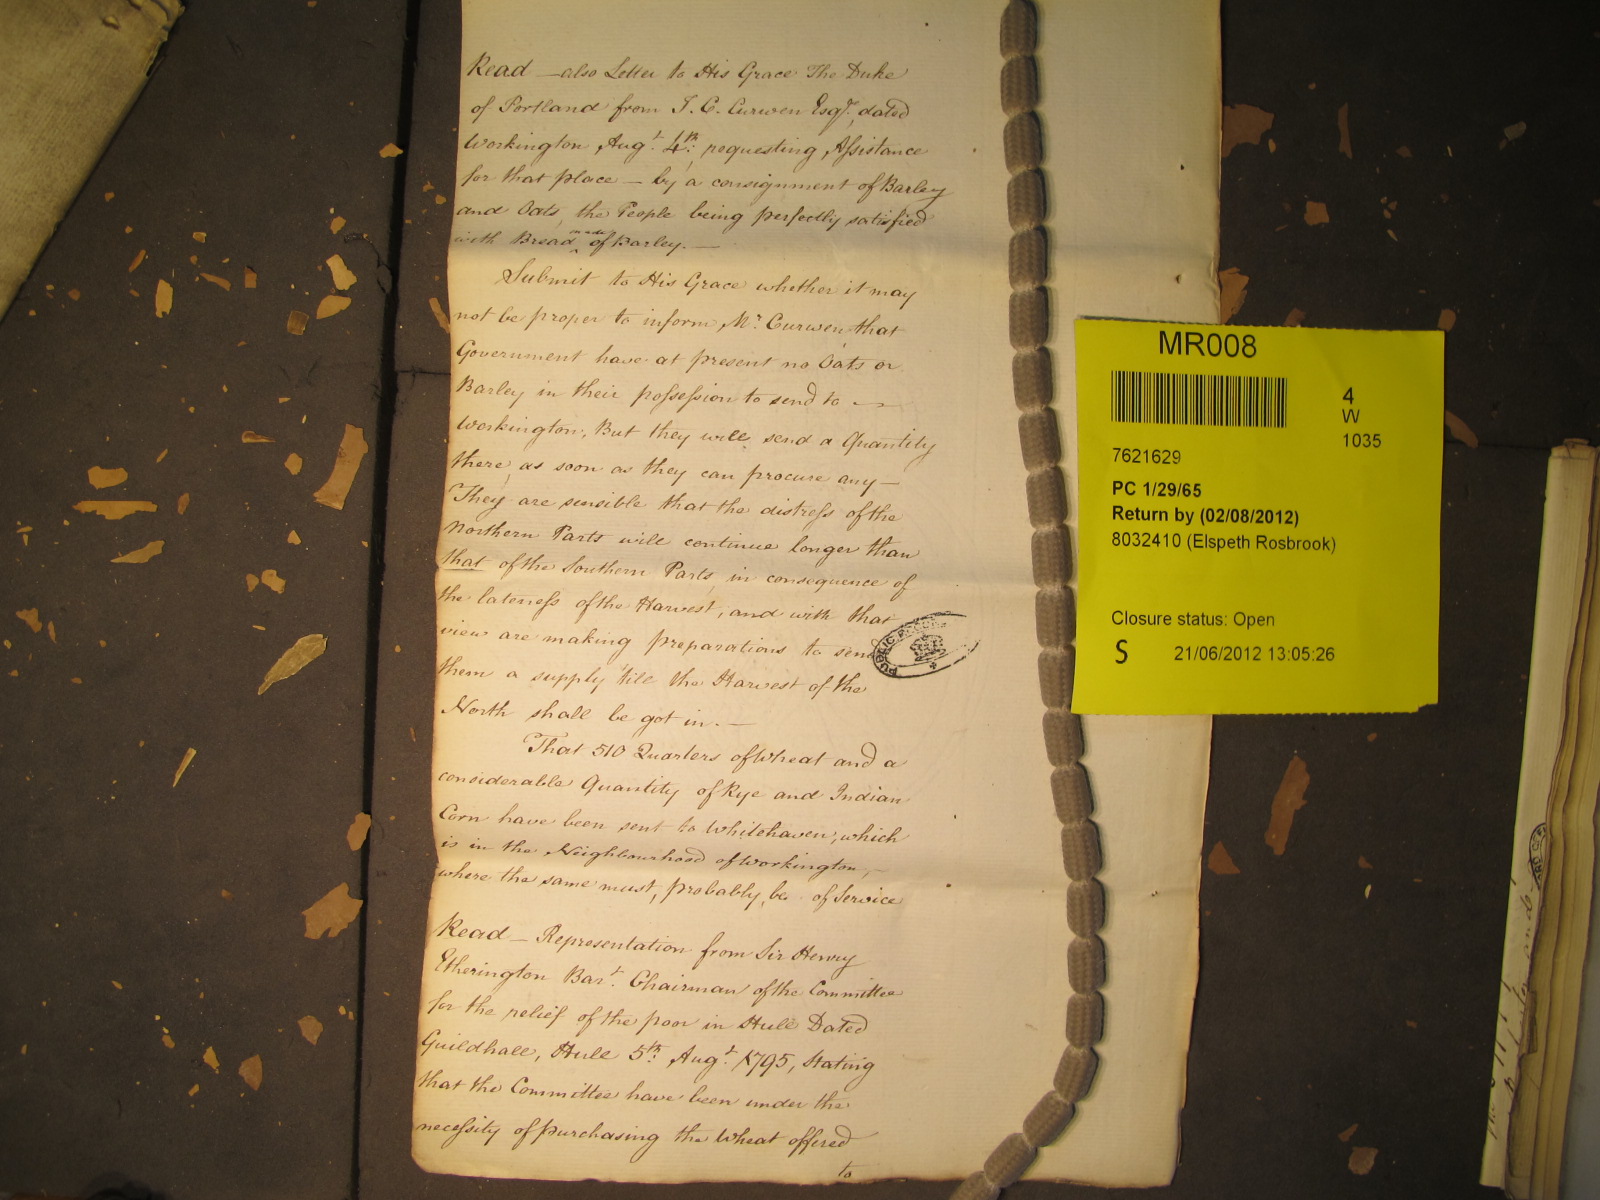 Read — also Letter to His Grace The Duke
of Portland from J. C. Curwen Esqr. dated
Workington Augt. 4th. requesting Assistance
for that place — by a consignment of Barley
and Oats, the People being perfectly satisfied
with Bread made of Barley. —
Submit to His Grace whether it may
not be proper to inform Mr. Curwen that
Government have at present no Oats or
Barley in their possession to send to —
Workington, But they will send a Quantity
there, as soon as they can procure any —
They are sensible that the distress of the
Northern Parts will continue longer than
that of the Southern Parts, in consequence of
the lateness of the Harvest, and with that
view are making preparations to send
them a supply till the Harvest of the
North shall be got in. —
That 510 Quarters of Wheat and a
considerable Quantity of Rye and Indian
Corn have been sent to Whitehaven, which
is in the Neighbourhood of Workington, —
where the same must, probably, be of Service
Read — Representation from Sir Henry
Etherington Bart. Chairman of the Committee
for the relief of the poor in Hull Dated
Guildhall, Hull 5th. Augt. 1795, Stating
that the Committee have been under the
necessity of purchasing the Wheat offered
to
PUBLIC
MR008
4
W
1035
7621629
PC 1/29/65
Return by (02/08/2012)
8032410 (Elspeth Rosbrook)
Closure status: Open
S 21/06/2012 13:05:26